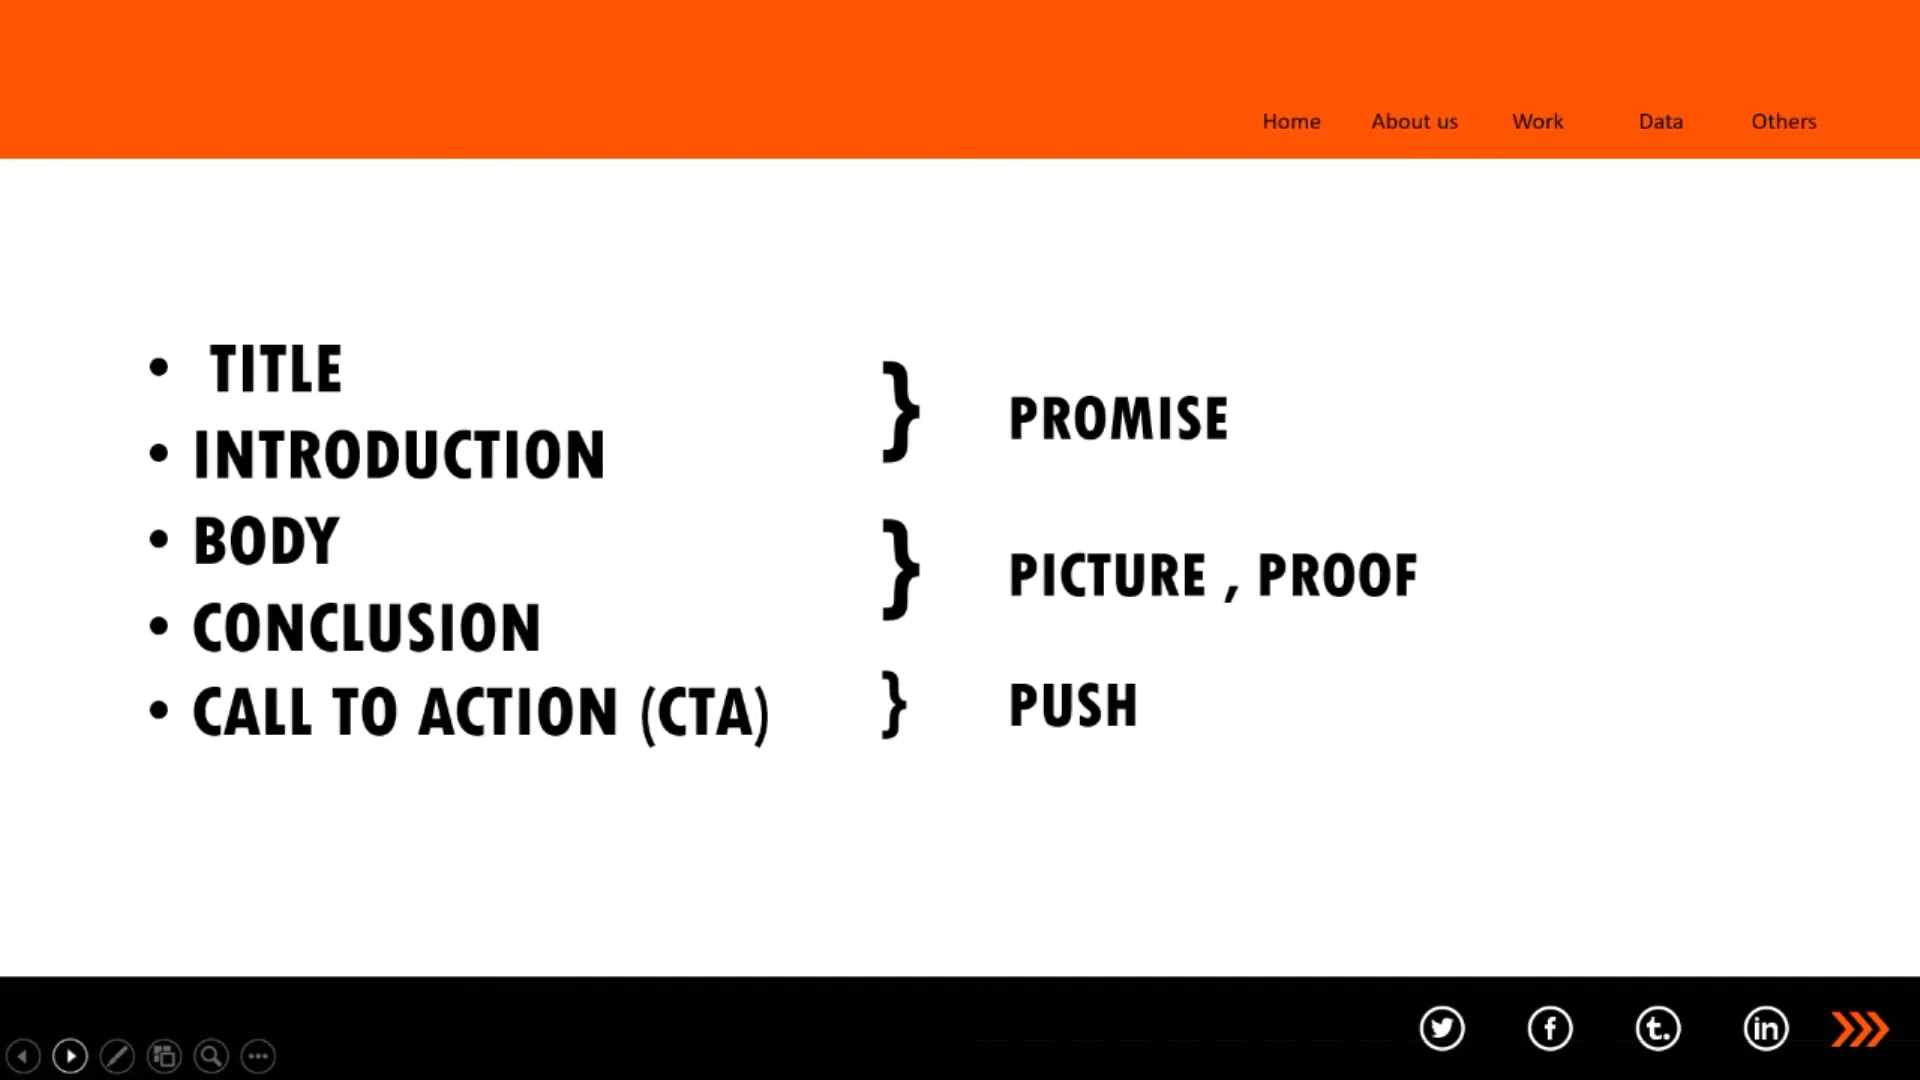 Home About us Work Data Others
• TITLE
• INTRODUCTION
• BODY
• CONCLUSION
• CALL TO ACTION (CTA)
} PROMISE
} PICTURE , PROOF
} PUSH